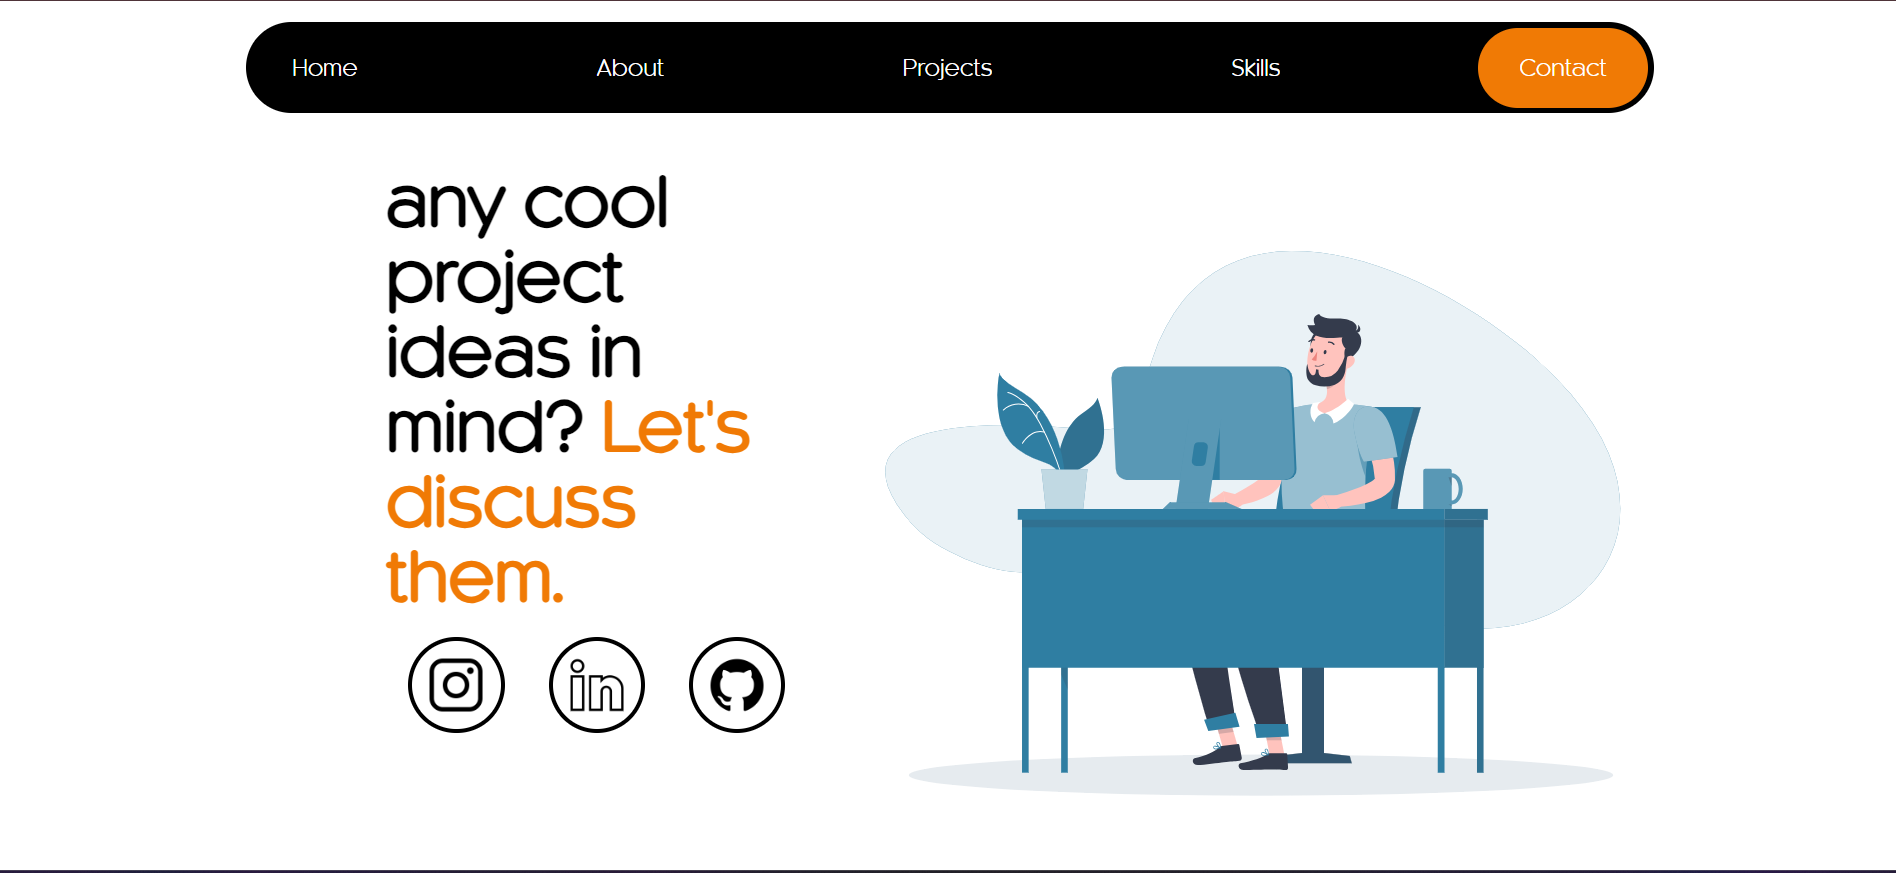 Home About Projects Skills Contact
any cool
project
ideas in
mind? Let's
discuss
them.
in